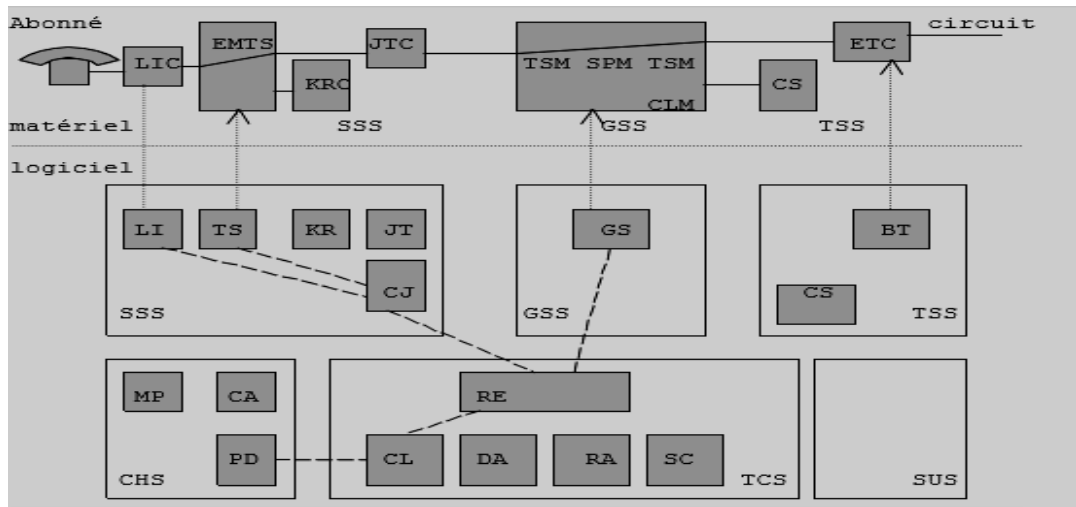 Abonné circuit
EMTS JTC ETC
LIC TSM SPM TSM
KRC CS
CLM
matériel SSS GSS TSS
logiciel
LI TS KR JT GS BT
CJ CS
SSS GSS TSS
MP CA RE
PD CL DA RA SC
CHS TCS SUS